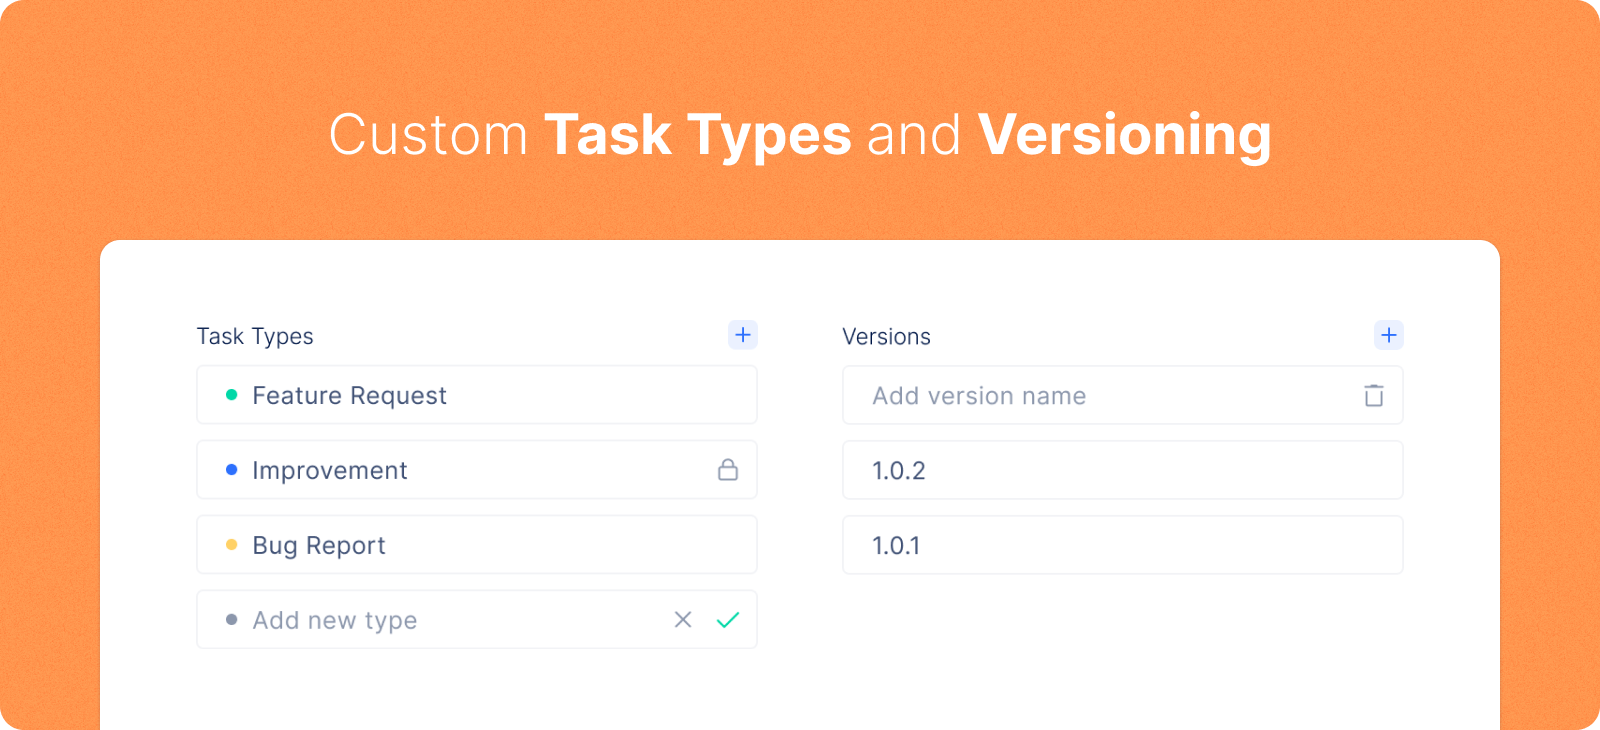 Custom Task Types and Versioning
Task Types
Feature Request
Improvement
Bug Report
Add new type
Versions
Add version name
1.0.2
1.0.1